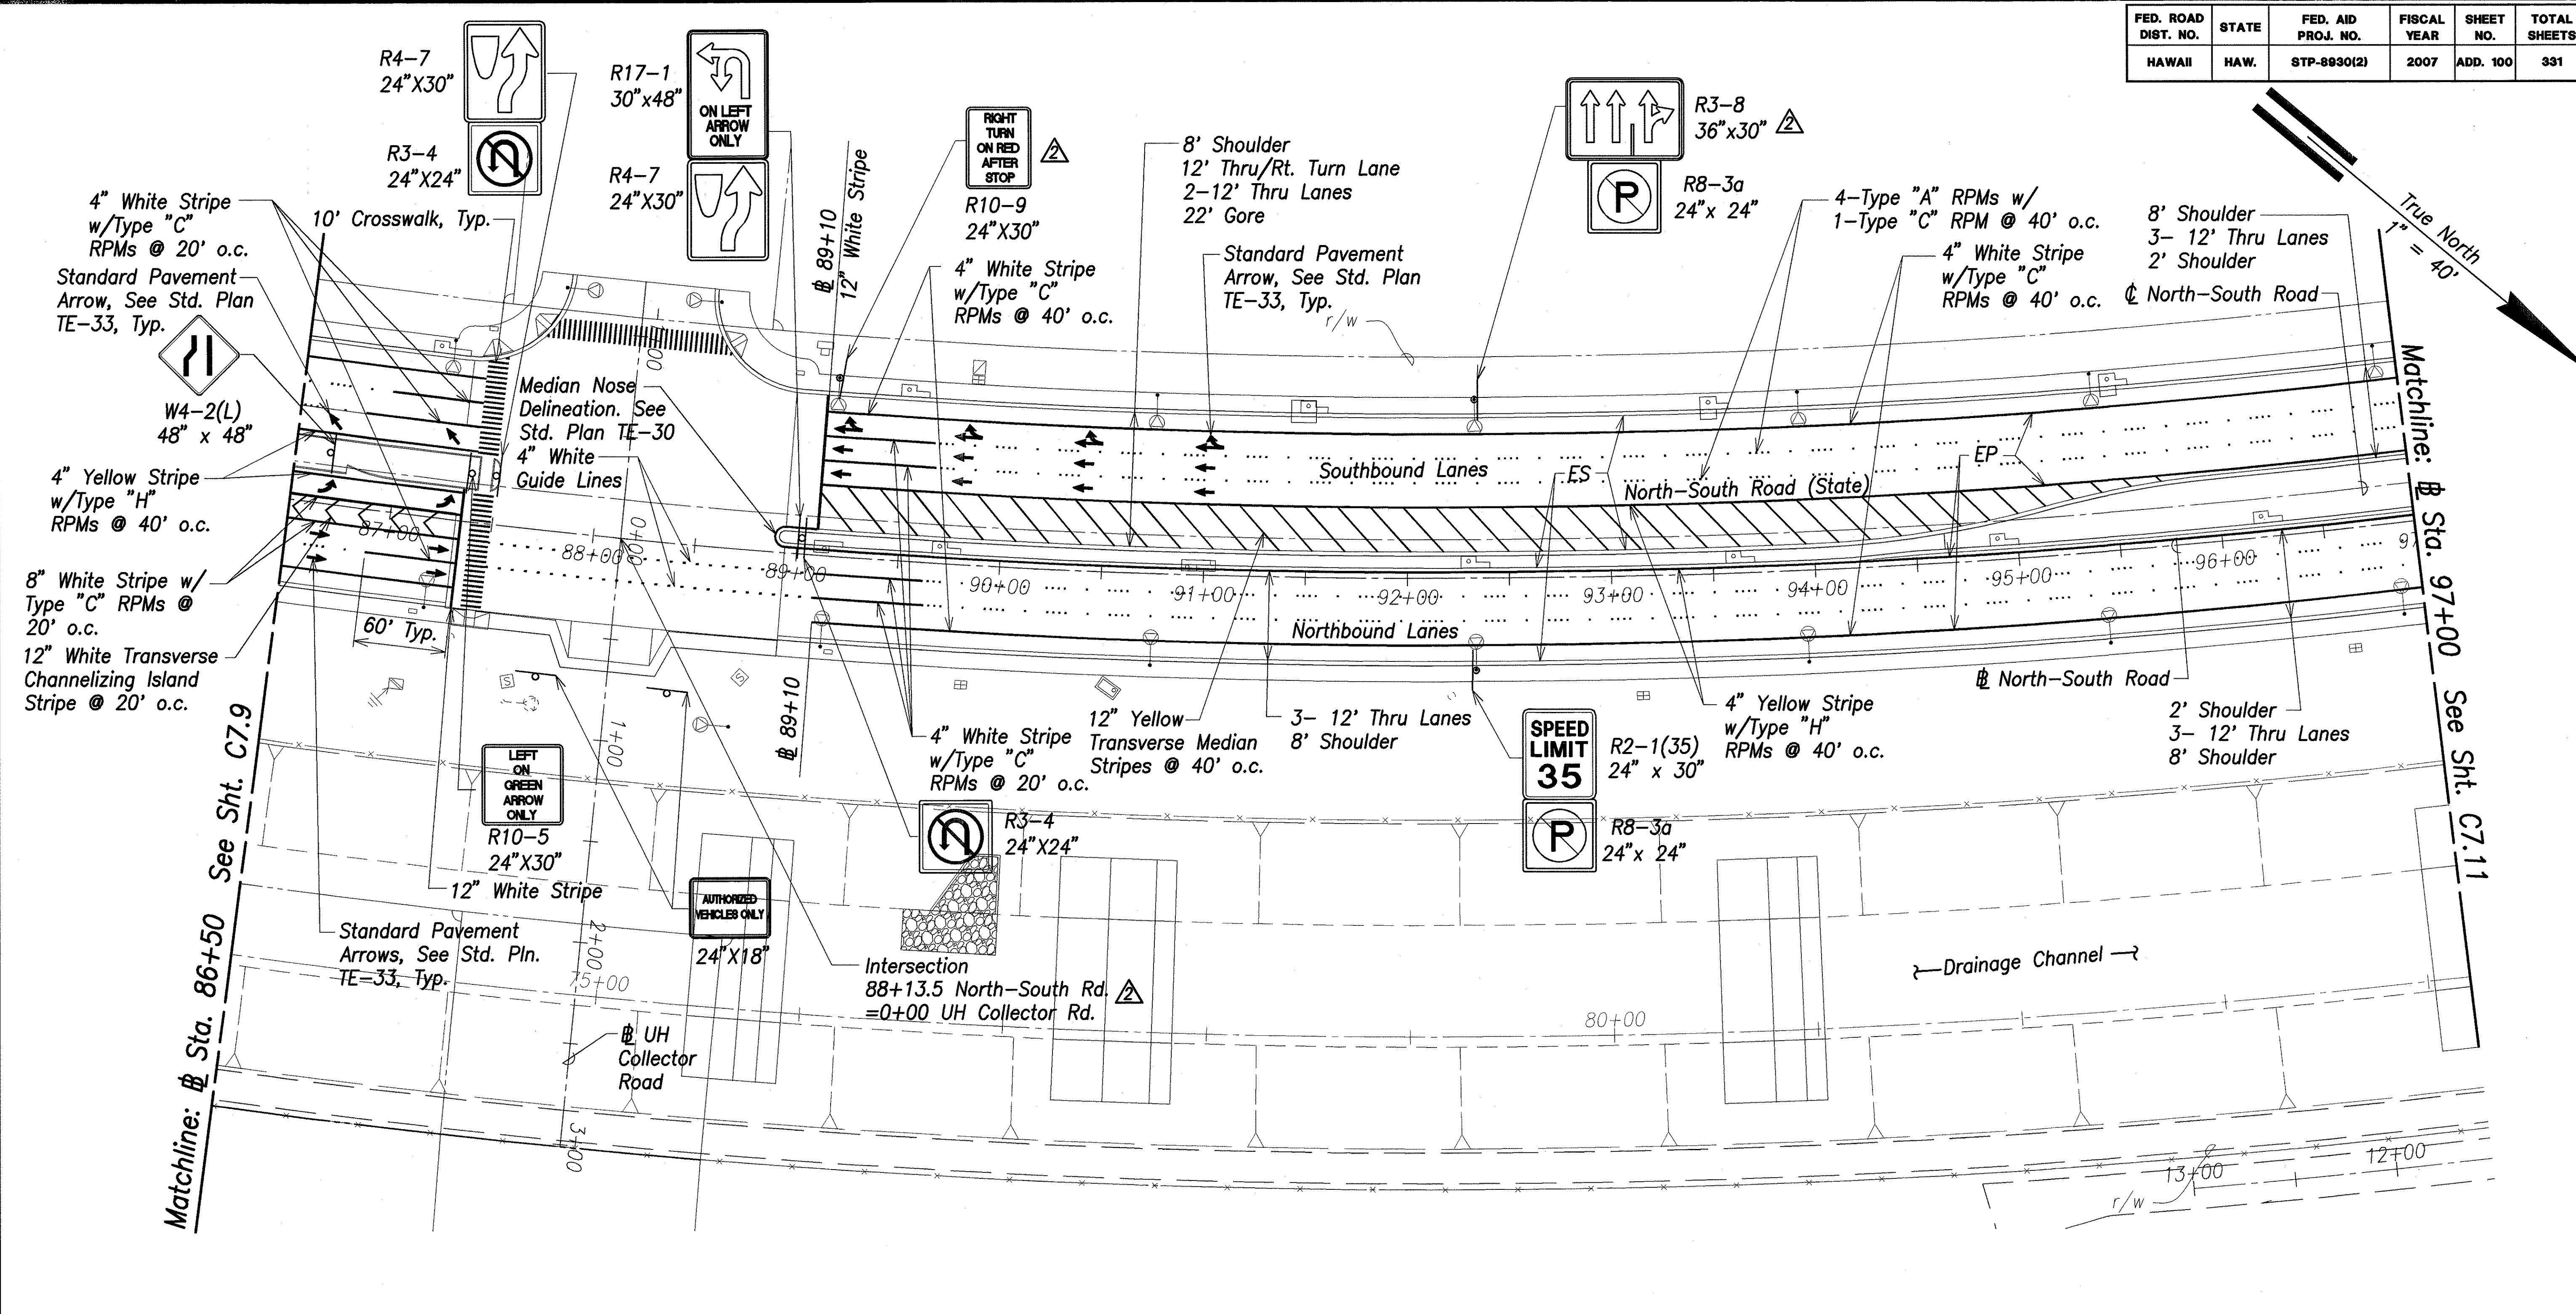 FED. ROAD DIST. NO.
STATE
FED. AID PROJ. NO.
FISCAL YEAR
SHEET NO.
TOTAL SHEETS
HAWAII
HAW.
STP-8930(2)
2007
ADD. 100
331
R4-7
24"X30"
R3-4
24"X24"
R17-1
30"x48"
ON LEFT
ARROW
ONLY
R4-7
24"X30"
RIGHT
TURN
ON RED
AFTER
STOP
2
R10-9
24"X30"
R3-8
36"x30"
2
P
R8-3a
24"x 24"
True North
1" = 40'
4" White Stripe
w/Type "C"
RPMs @ 20' o.c.
10' Crosswalk, Typ.
Standard Pavement
Arrow, See Std. Plan
TE-33, Typ.
W4-2(L)
48" x 48"
4" Yellow Stripe
w/Type "H"
RPMs @ 40' o.c.
8" White Stripe w/
Type "C" RPMs @
20' o.c.
12" White Transverse
Channelizing Island
Stripe @ 20' o.c.
60' Typ.
℄ 89+10
12" White Stripe
8' Shoulder
12' Thru/Rt. Turn Lane
2-12' Thru Lanes
22' Gore
4" White Stripe
w/Type "C"
RPMs @ 40' o.c.
Standard Pavement
Arrow, See Std. Plan
TE-33, Typ.
r/w
4-Type "A" RPMs w/
1-Type "C" RPM @ 40' o.c.
4" White Stripe
w/Type "C"
RPMs @ 40' o.c.
8' Shoulder
3- 12' Thru Lanes
2' Shoulder
℄ North-South Road
Median Nose
Delineation. See
Std. Plan TE-30
4" White
Guide Lines
Southbound Lanes
ES
EP
North-South Road (State)
Northbound Lanes
1+00
0+00
87+00
88+00
89+00
90+00
91+00
92+00
93+00
94+00
95+00
96+00
97
Matchline: ℄ Sta. 97+00 See Sht. C7.11
Matchline: ℄ Sta. 86+50 See Sht. C7.9
S
S
℄ 89+10
1+00
4" White Stripe
w/Type "C"
RPMs @ 20' o.c.
12" Yellow
Transverse Median
Stripes @ 40' o.c.
3- 12' Thru Lanes
8' Shoulder
SPEED
LIMIT
35
R2-1(35)
24" x 30"
4" Yellow Stripe
w/Type "H"
RPMs @ 40' o.c.
℄ North-South Road
2' Shoulder
3- 12' Thru Lanes
8' Shoulder
LEFT
ON
GREEN
ARROW
ONLY
R10-5
24"X30"
12" White Stripe
R3-4
24"X24"
P
R8-3a
24"x 24"
AUTHORIZED
VEHICLES ONLY
24"X18"
Standard Pavement
Arrows, See Std. Pln.
TE-33, Typ.
2+00
75+00
Intersection
88+13.5 North-South Rd.
=0+00 UH Collector Rd.
2
Drainage Channel
80+00
℄ UH
Collector
Road
3+00
13+00
12+00
r/w